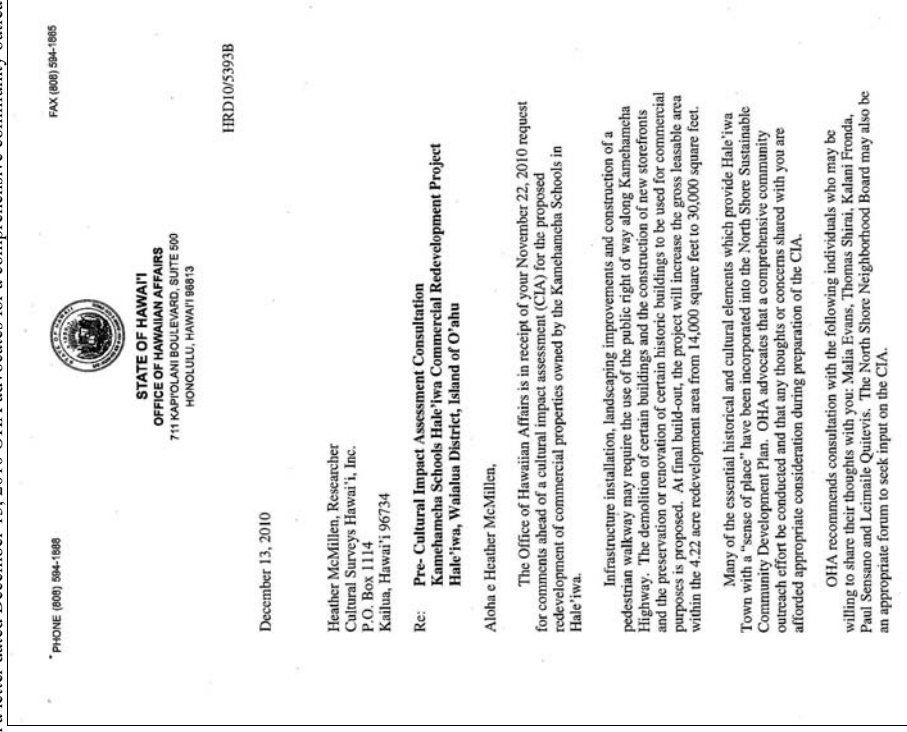 PHONE (808) 594-1888
FAX (808) 594-1865
STATE OF HAWAI'I
OFFICE OF HAWAIIAN AFFAIRS
711 KAPI'OLANI BOULEVARD, SUITE 500
HONOLULU, HAWAI'I 96813
HRD10/5393B
December 13, 2010
Heather McMillen, Researcher
Cultural Surveys Hawai'i, Inc.
P.O. Box 1114
Kailua, Hawai'i 96734
Re: Pre- Cultural Impact Assessment Consultation
Kamehameha Schools Hale'iwa Commercial Redevelopment Project
Hale'iwa, Waialua District, Island of O'ahu
Aloha e Heather McMillen,
The Office of Hawaiian Affairs is in receipt of your November 22, 2010 request
for comments ahead of a cultural impact assessment (CIA) for the proposed
redevelopment of commercial properties owned by the Kamehameha Schools in
Hale'iwa.
Infrastructure installation, landscaping improvements and construction of a
pedestrian walkway may require the use of the public right of way along Kamehameha
Highway. The demolition of certain buildings and the construction of new storefronts
and the preservation or renovation of certain historic buildings to be used for commercial
purposes is proposed. At final build-out, the project will increase the gross leasable area
within the 4.22 acre redevelopment area from 14,000 square feet to 30,000 square feet.
Many of the essential historical and cultural elements which provide Hale'iwa
Town with a "sense of place" have been incorporated into the North Shore Sustainable
Community Development Plan. OHA advocates that a comprehensive community
outreach effort be conducted and that any thoughts or concerns shared with you are
afforded appropriate consideration during preparation of the CIA.
OHA recommends consultation with the following individuals who may be
willing to share their thoughts with you: Malia Evans, Thomas Shirai, Kalani Fronda,
Paul Sensano and Leimaile Quitevis. The North Shore Neighborhood Board may also be
an appropriate forum to seek input on the CIA.